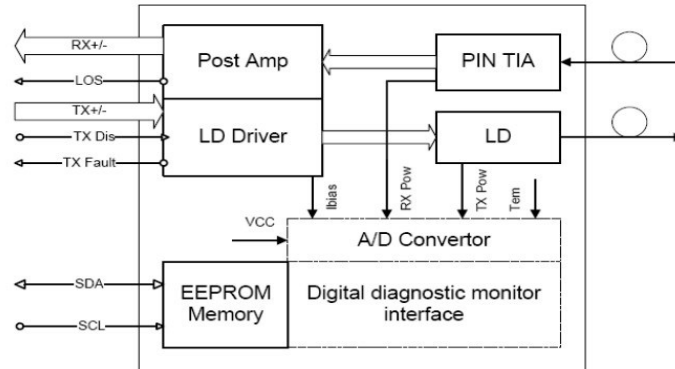 RX+/-
Post Amp
PIN TIA
LOS
TX+/-
TX Dis
LD Driver
LD
TX Fault
Ibias
RX Pow
TX Pow
Tem
VCC
A/D Convertor
SDA
EEPROM
Memory
Digital diagnostic monitor
interface
SCL